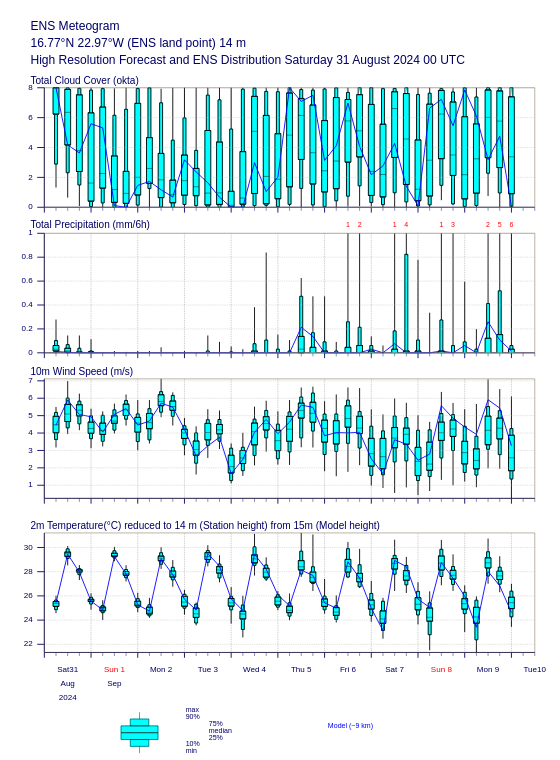 ENS Meteogram
16.77°N 22.97°W (ENS land point) 14 m
High Resolution Forecast and ENS Distribution Saturday 31 August 2024 00 UTC
Total Cloud Cover (okta)
8
6
4
2
0
Total Precipitation (mm/6h)
1 2 1 4 1 3 2 5 6
1
0.8
0.6
0.4
0.2
0
10m Wind Speed (m/s)
7
6
5
4
3
2
1
2m Temperature(°C) reduced to 14 m (Station height) from 15m (Model height)
30
28
26
24
22
Sat31 Sun 1 Mon 2 Tue 3 Wed 4 Thu 5 Fri 6 Sat 7 Sun 8 Mon 9 Tue10
Aug Sep
2024
max
90%
75%
median
25%
10%
min
Model (~9 km)